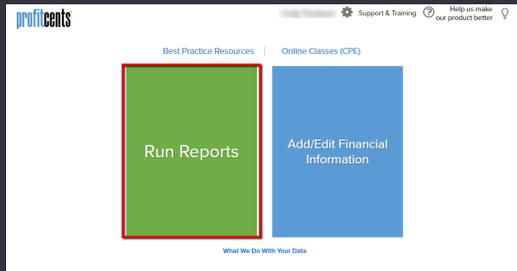 profitcents
Support & Training
Help us make
our product better
Best Practice Resources
Online Classes (CPE)
Run Reports
Add/Edit Financial
Information
What We Do With Your Data